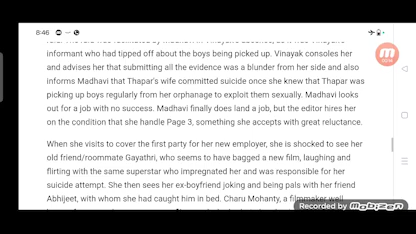 8:46
informant who had tipped off about the boys being picked up. Vinayak consoles her
and advises her that submitting all the evidence was a blunder from her side and also
informs Madhavi that Thapar's wife committed suicide once she knew that Thapar was
picking up boys regularly from her orphanage to exploit them sexually. Madhavi looks
out for a job with no success. Madhavi finally does land a job, but the editor hires her
on the condition that she handle Page 3, something she accepts with great reluctance.
When she visits to cover the first party for her new employer, she is shocked to see her
old friend/roommate Gayathri, who seems to have bagged a new film, laughing and
flirting with the same superstar who impregnated her and was responsible for her
suicide attempt. She then sees her ex-boyfriend joking and being pals with her friend
Abhijeet, with whom she had caught him in bed. Charu Mohanty, a filmmaker well
Recorded by MOBIZEN